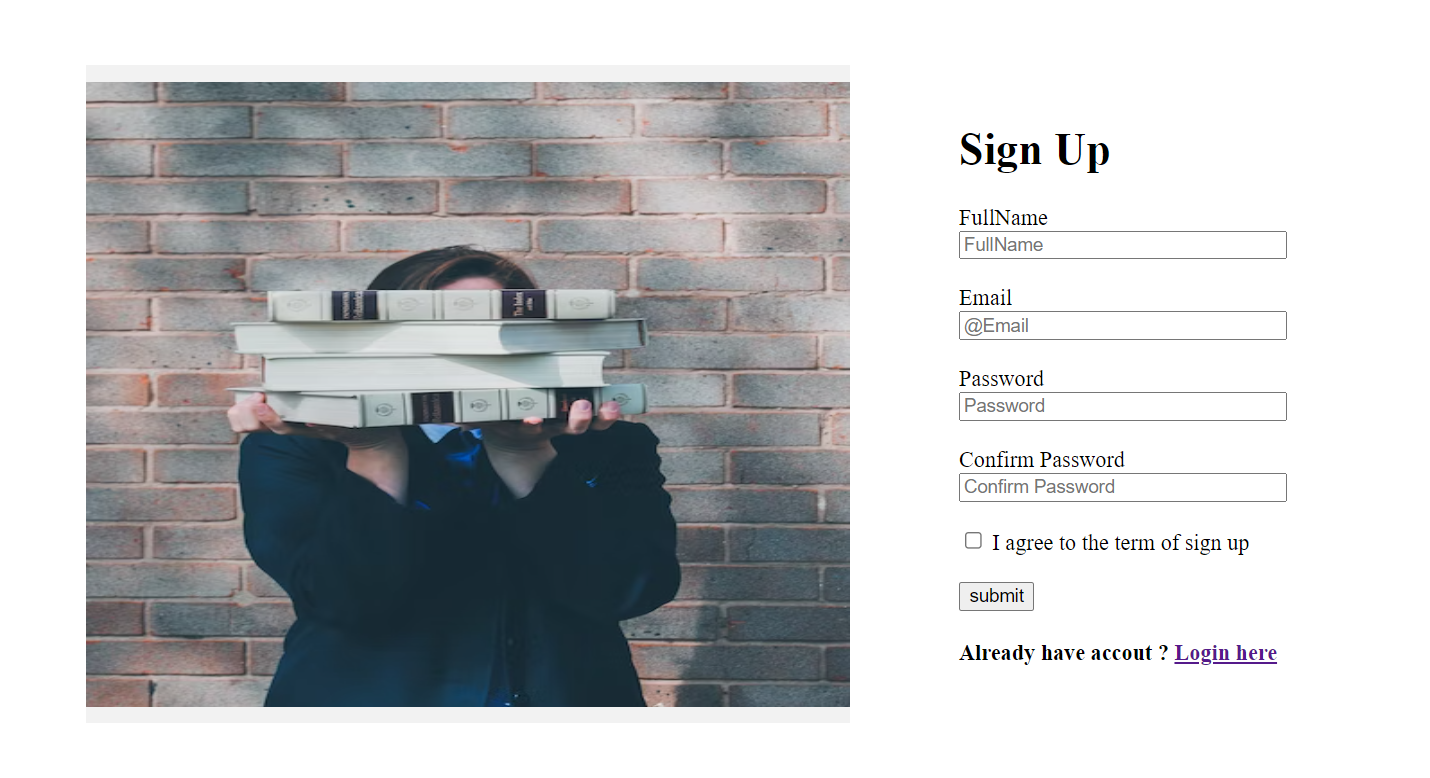 Sign Up
FullName
FullName
Email
@Email
Password
Password
Confirm Password
Confirm Password
I agree to the term of sign up
submit
Already have accout ? Login here